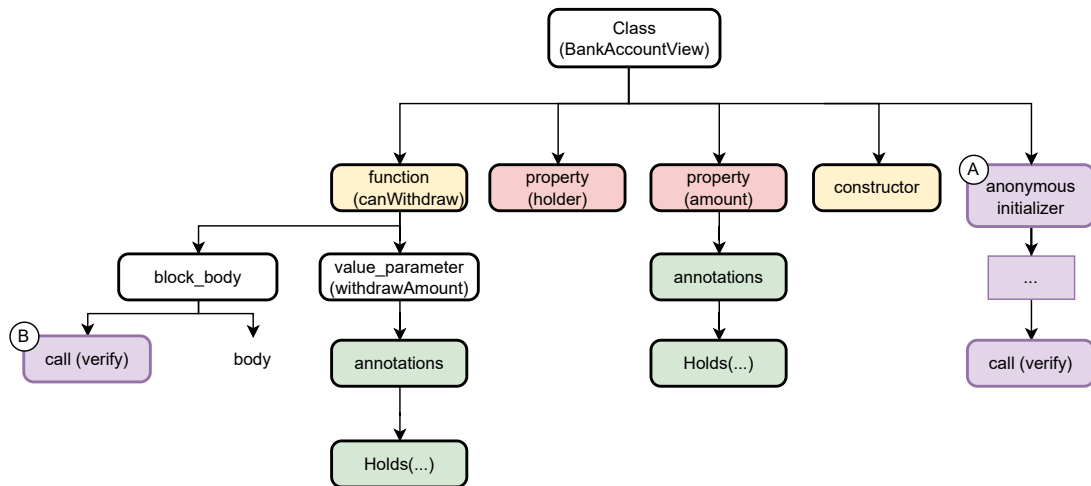 Class
(BankAccountView)
function
(canWithdraw)
property
(holder)
property
(amount)
constructor
A
anonymous
initializer
block_body
value_parameter
(withdrawAmount)
annotations
...
B
call (verify)
body
annotations
Holds(...)
call (verify)
Holds(...)